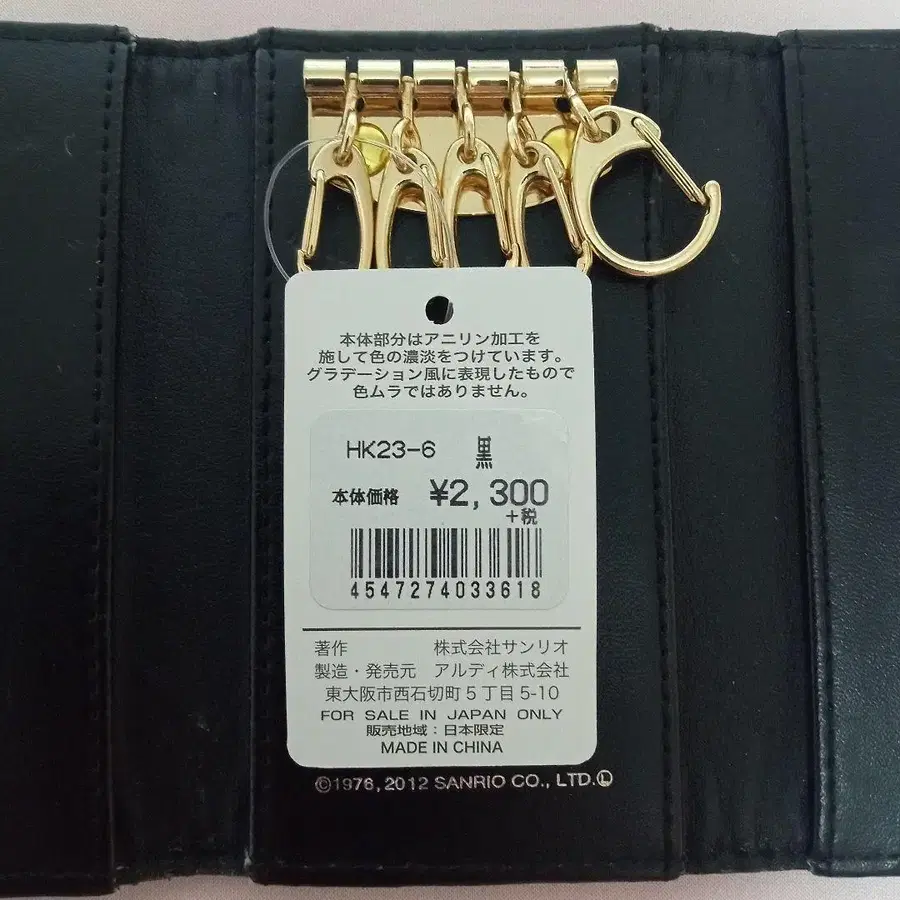 本体部分はアニリン加工を
施して色の濃淡をつけています。
グラデーション風に表現したもので
色ムラではありません。
HK23-6 黒
本体価格 ¥2,300
+税
4547274033618
著作 株式会社サンリオ
製造・発売元 アルディ株式会社
東大阪市西石切町5丁目5-10
FOR SALE IN JAPAN ONLY
販売地域：日本限定
MADE IN CHINA
©1976, 2012 SANRIO CO., LTD.Ⓛ